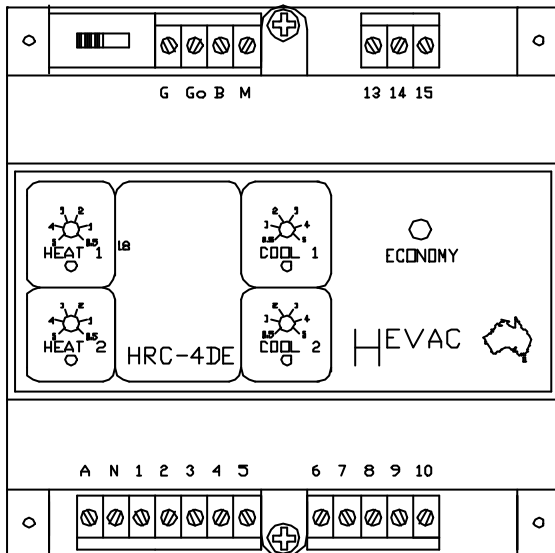 G Go B M 13 14 15
HEAT 1
COOL 1
ECONOMY
HEAT 2
HRC-4DE
COOL 2
HEVAC
A N 1 2 3 4 5 6 7 8 9 10